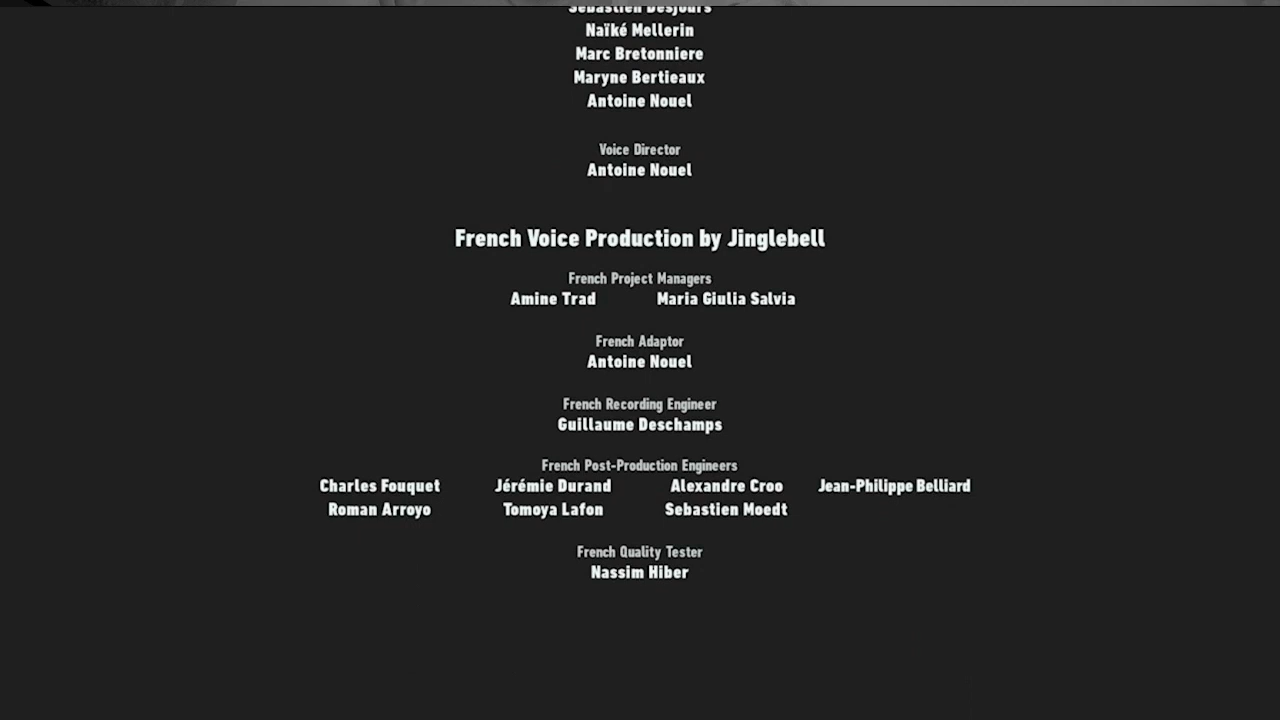 Sébastien Desjours
Naïké Mellerin
Marc Bretonniere
Maryne Bertieaux
Antoine Nouel
Voice Director
Antoine Nouel
French Voice Production by Jinglebell
French Project Managers
Amine Trad Maria Giulia Salvia
French Adaptor
Antoine Nouel
French Recording Engineer
Guillaume Deschamps
French Post-Production Engineers
Charles Fouquet Jérémie Durand Alexandre Croo Jean-Philippe Belliard
Roman Arroyo Tomoya Lafon Sebastien Moedt
French Quality Tester
Nassim Hiber